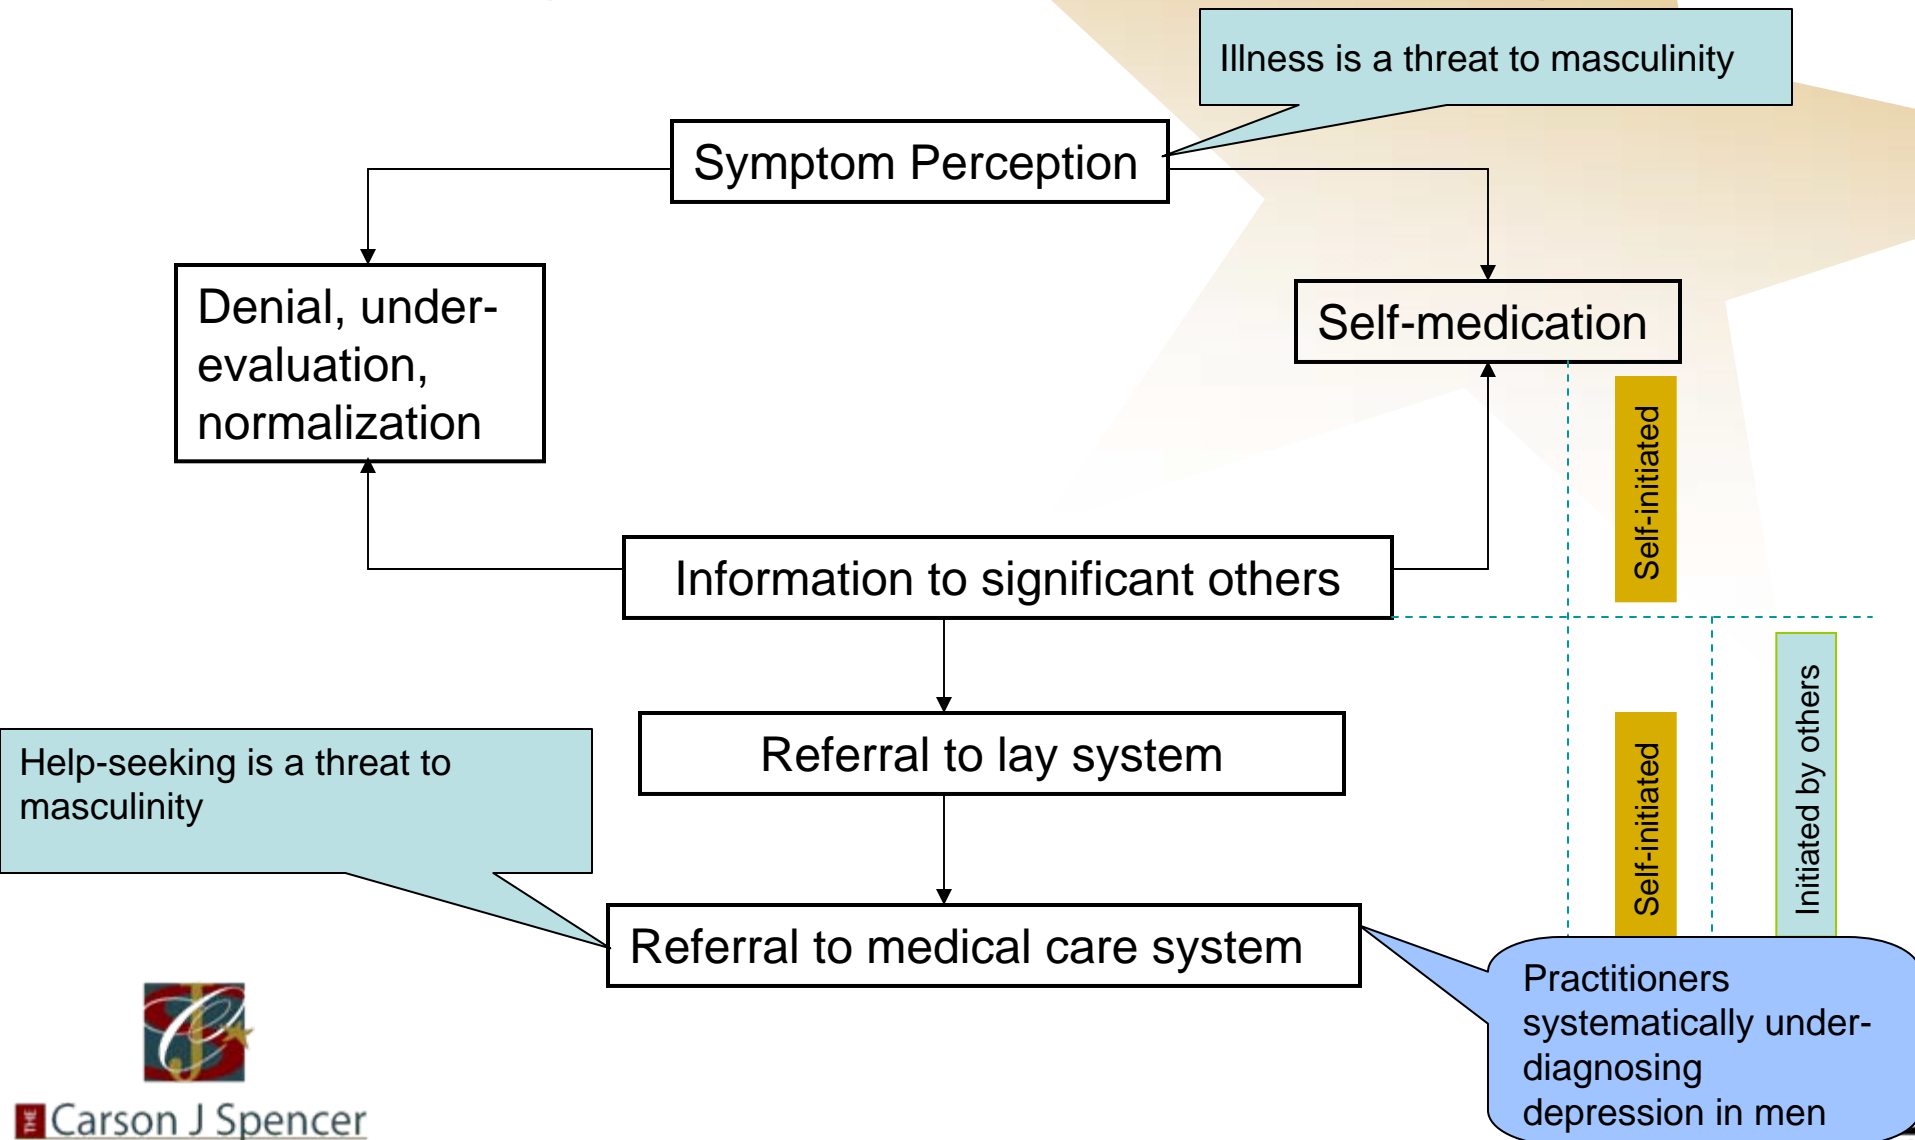 Illness is a threat to masculinity
Symptom Perception
Denial, under-
evaluation,
normalization
Self-medication
Self-initiated
Information to significant others
Referral to lay system
Help-seeking is a threat to
masculinity
Self-initiated
Initiated by others
Referral to medical care system
Practitioners
systematically under-
diagnosing
depression in men
THE Carson J Spencer